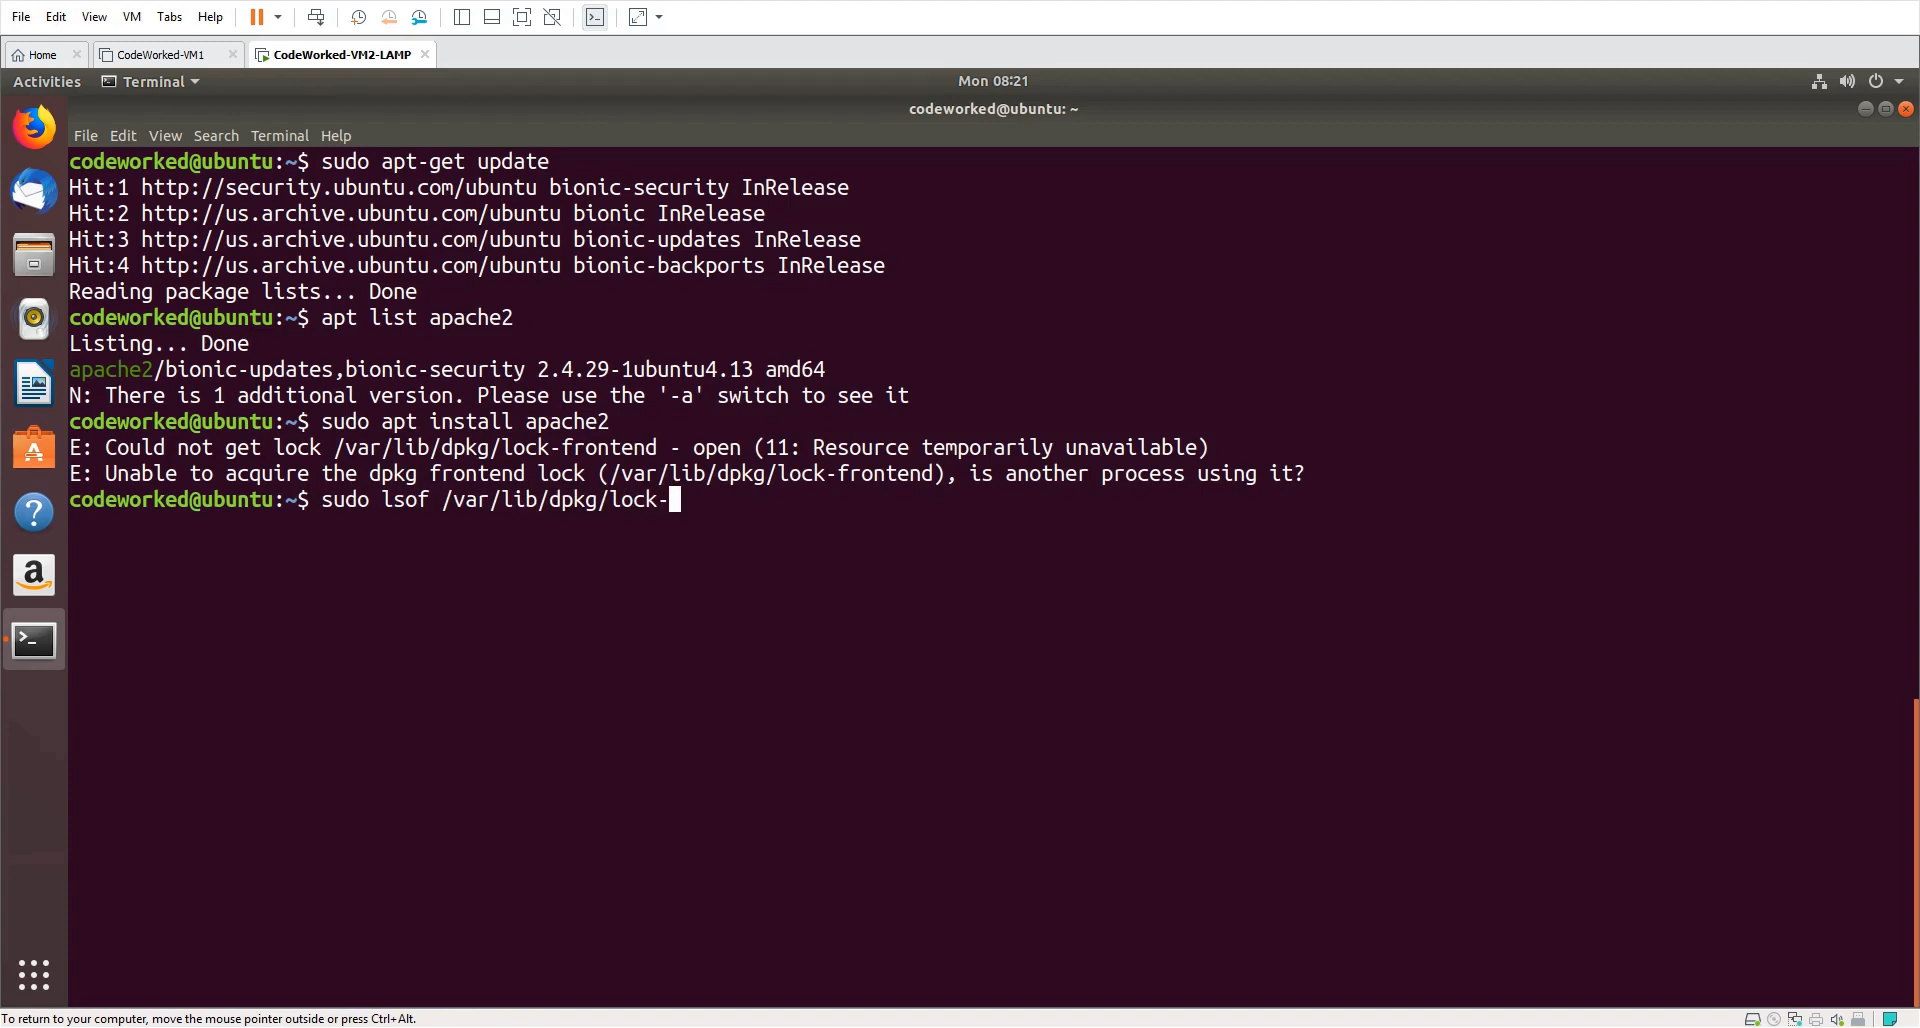 File Edit View VM Tabs Help
Home CodeWorked-VM1 CodeWorked-VM2-LAMP
Activities Terminal Mon 08:21
codeworked@ubuntu: ~
File Edit View Search Terminal Help
codeworked@ubuntu:~$ sudo apt-get update
Hit:1 http://security.ubuntu.com/ubuntu bionic-security InRelease
Hit:2 http://us.archive.ubuntu.com/ubuntu bionic InRelease
Hit:3 http://us.archive.ubuntu.com/ubuntu bionic-updates InRelease
Hit:4 http://us.archive.ubuntu.com/ubuntu bionic-backports InRelease
Reading package lists... Done
codeworked@ubuntu:~$ apt list apache2
Listing... Done
apache2/bionic-updates,bionic-security 2.4.29-1ubuntu4.13 amd64
N: There is 1 additional version. Please use the '-a' switch to see it
codeworked@ubuntu:~$ sudo apt install apache2
E: Could not get lock /var/lib/dpkg/lock-frontend - open (11: Resource temporarily unavailable)
E: Unable to acquire the dpkg frontend lock (/var/lib/dpkg/lock-frontend), is another process using it?
codeworked@ubuntu:~$ sudo lsof /var/lib/dpkg/lock-
To return to your computer, move the mouse pointer outside or press Ctrl+Alt.